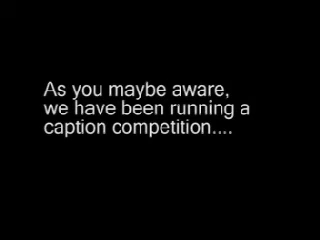 As you maybe aware,
we have been running a
caption competition....